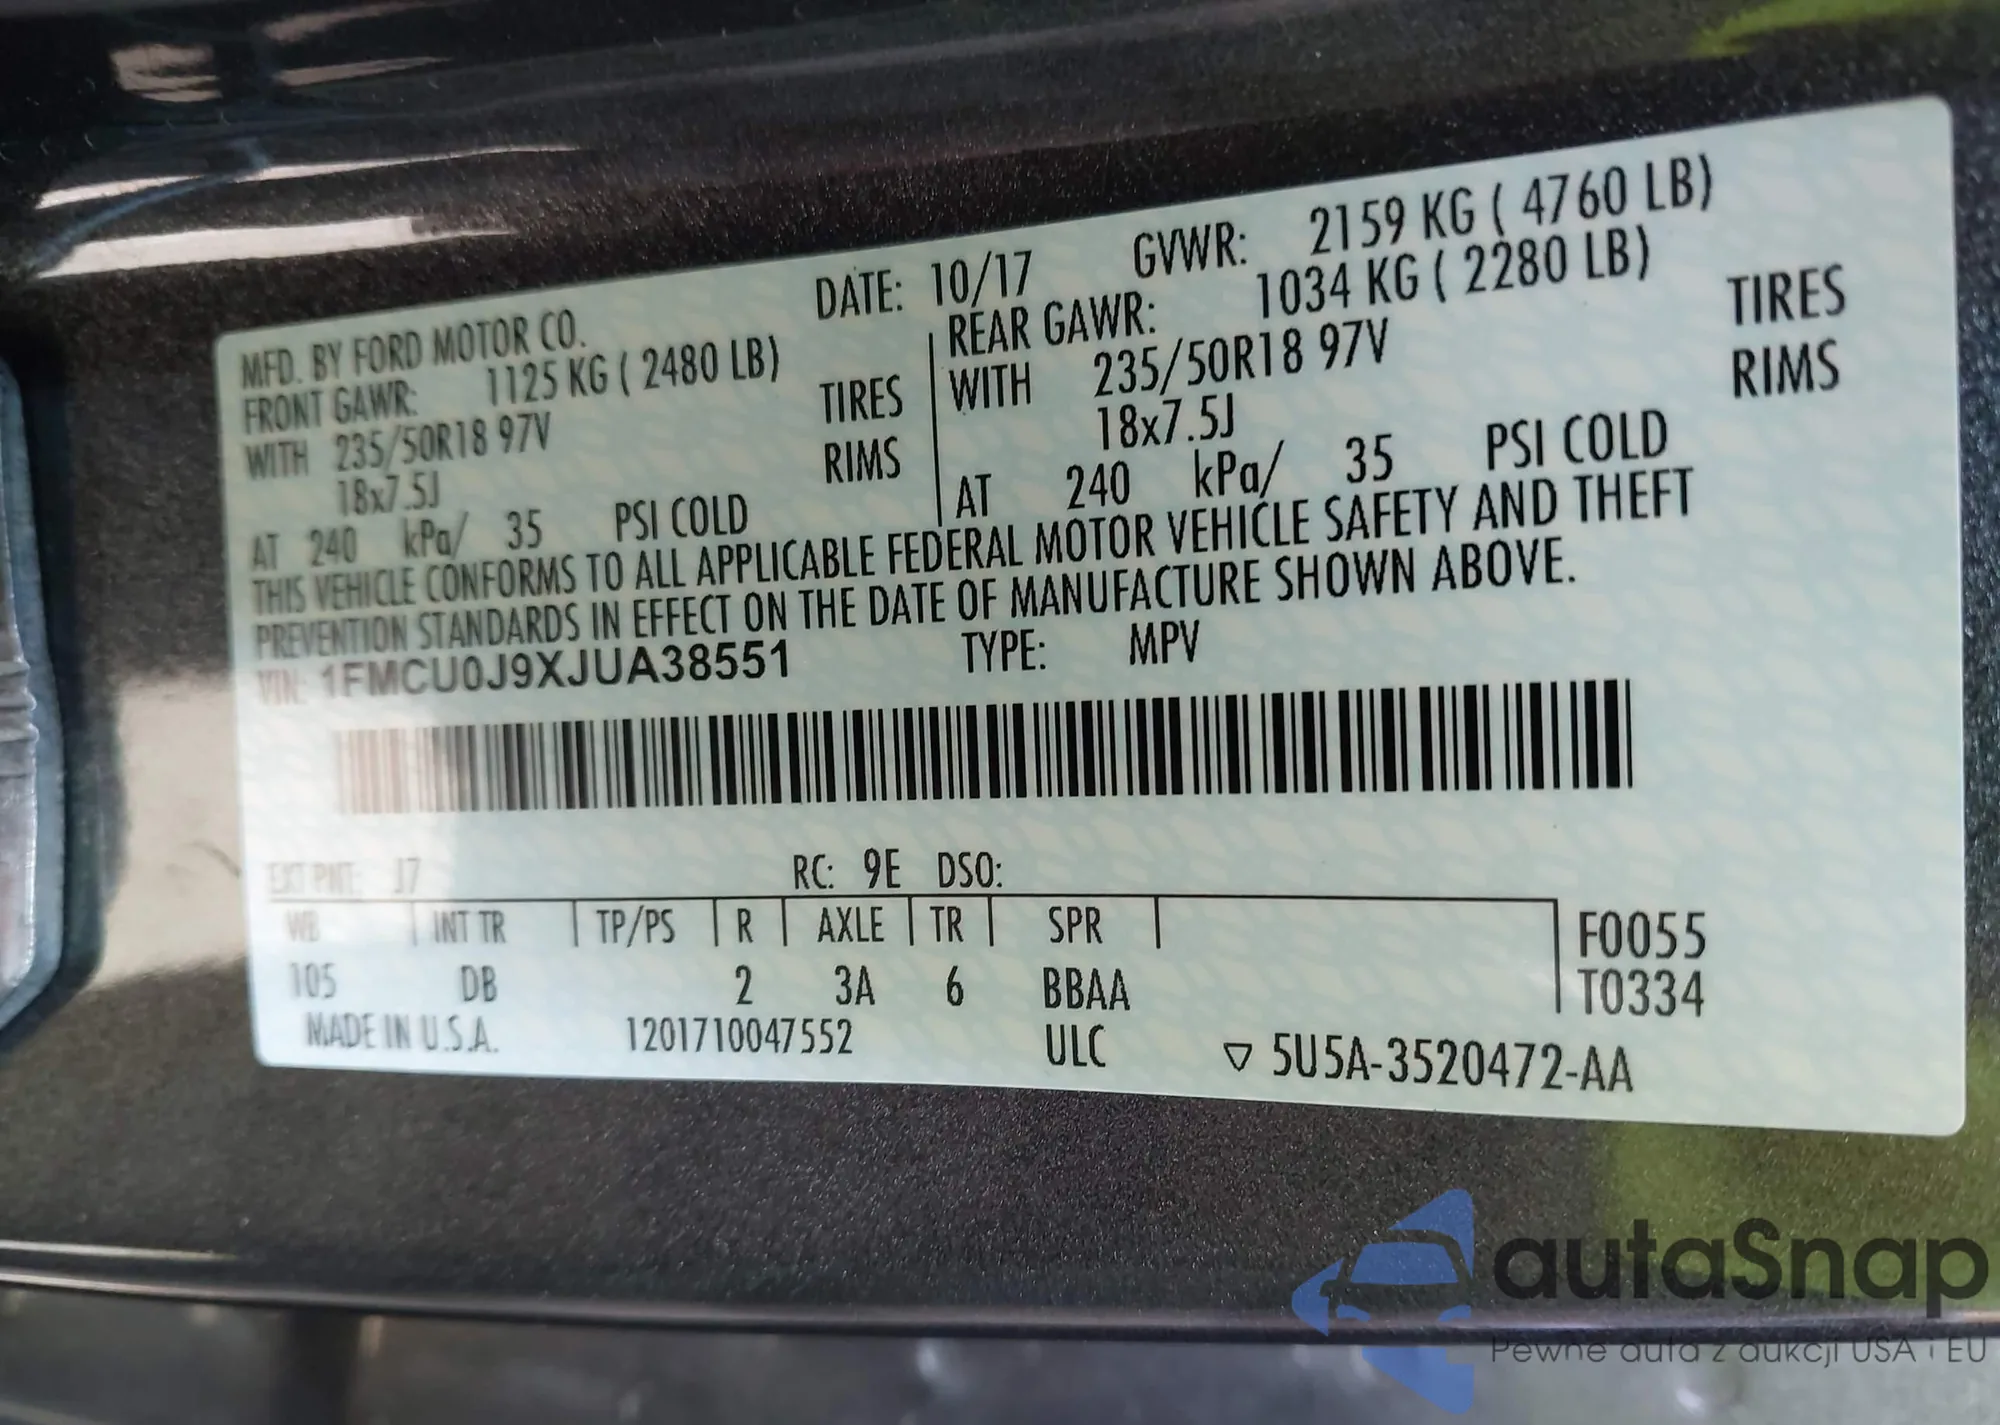 MFD. BY FORD MOTOR CO. DATE: 10/17 GVWR: 2159 KG ( 4760 LB)
FRONT GAWR: 1125 KG ( 2480 LB) REAR GAWR: 1034 KG ( 2280 LB)
WITH 235/50R18 97V TIRES WITH 235/50R18 97V TIRES
18x7.5J RIMS 18x7.5J RIMS
AT 240 kPa/ 35 PSI COLD AT 240 kPa/ 35 PSI COLD
THIS VEHICLE CONFORMS TO ALL APPLICABLE FEDERAL MOTOR VEHICLE SAFETY AND THEFT
PREVENTION STANDARDS IN EFFECT ON THE DATE OF MANUFACTURE SHOWN ABOVE.
VIN: 1FMCU0J9XJUA38551 TYPE: MPV
EXT PNT: J7 RC: 9E DSO:
WB INT TR TP/PS R AXLE TR SPR F0055
105 DB 2 3A 6 BBAA T0334
MADE IN U.S.A. 1201710047552 ULC ▽ 5U5A-3520472-AA
autaSnap
Pewne auta z aukcji USA i EU